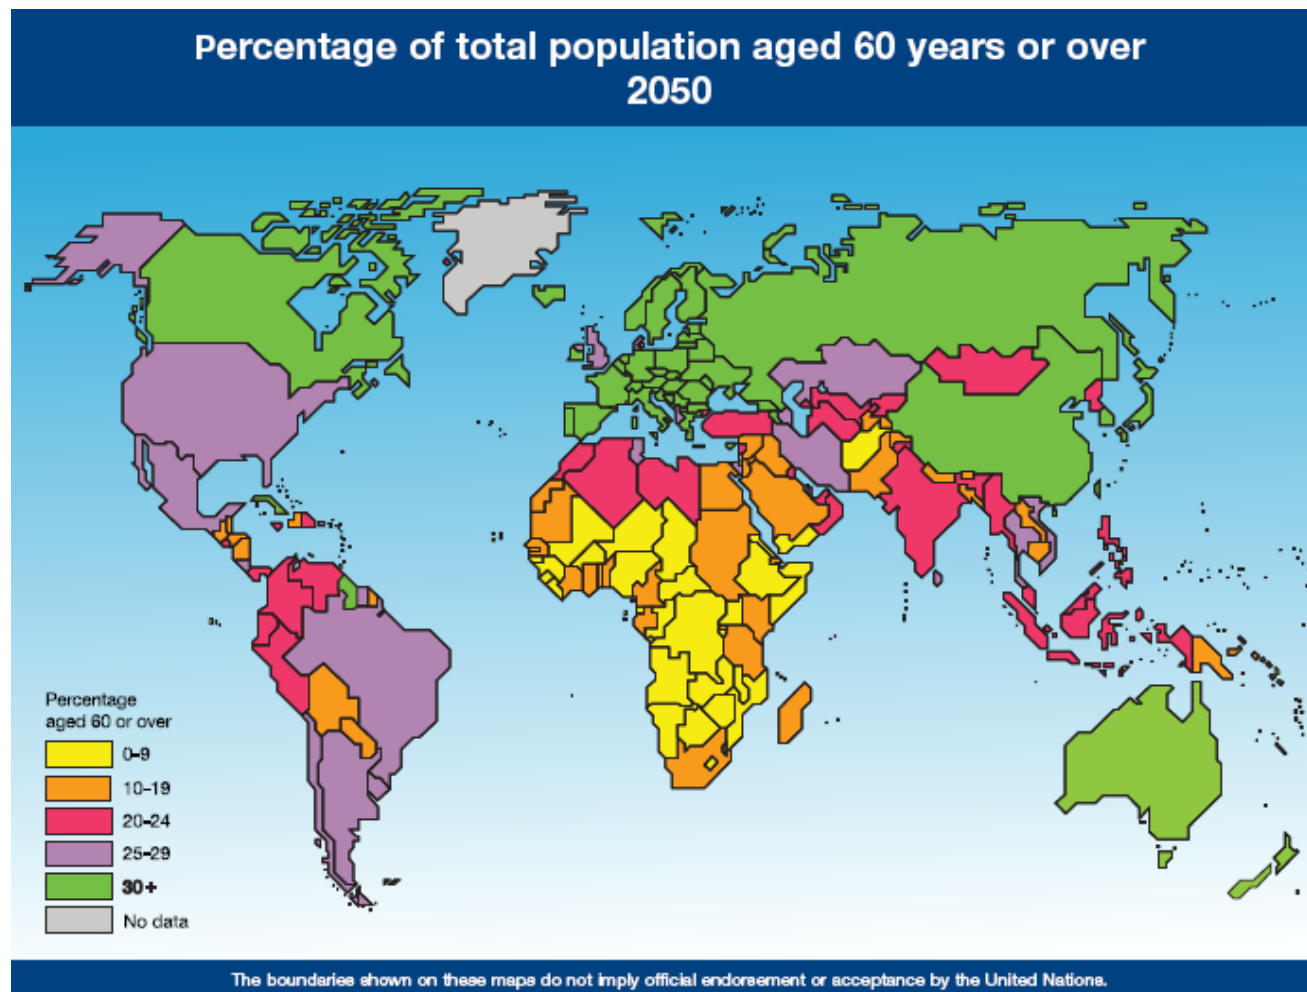 Percentage of total population aged 60 years or over
2050
Percentage
aged 60 or over
0–9
10–19
20–24
25–29
30+
No data
The boundaries shown on these maps do not imply official endorsement or acceptance by the United Nations.